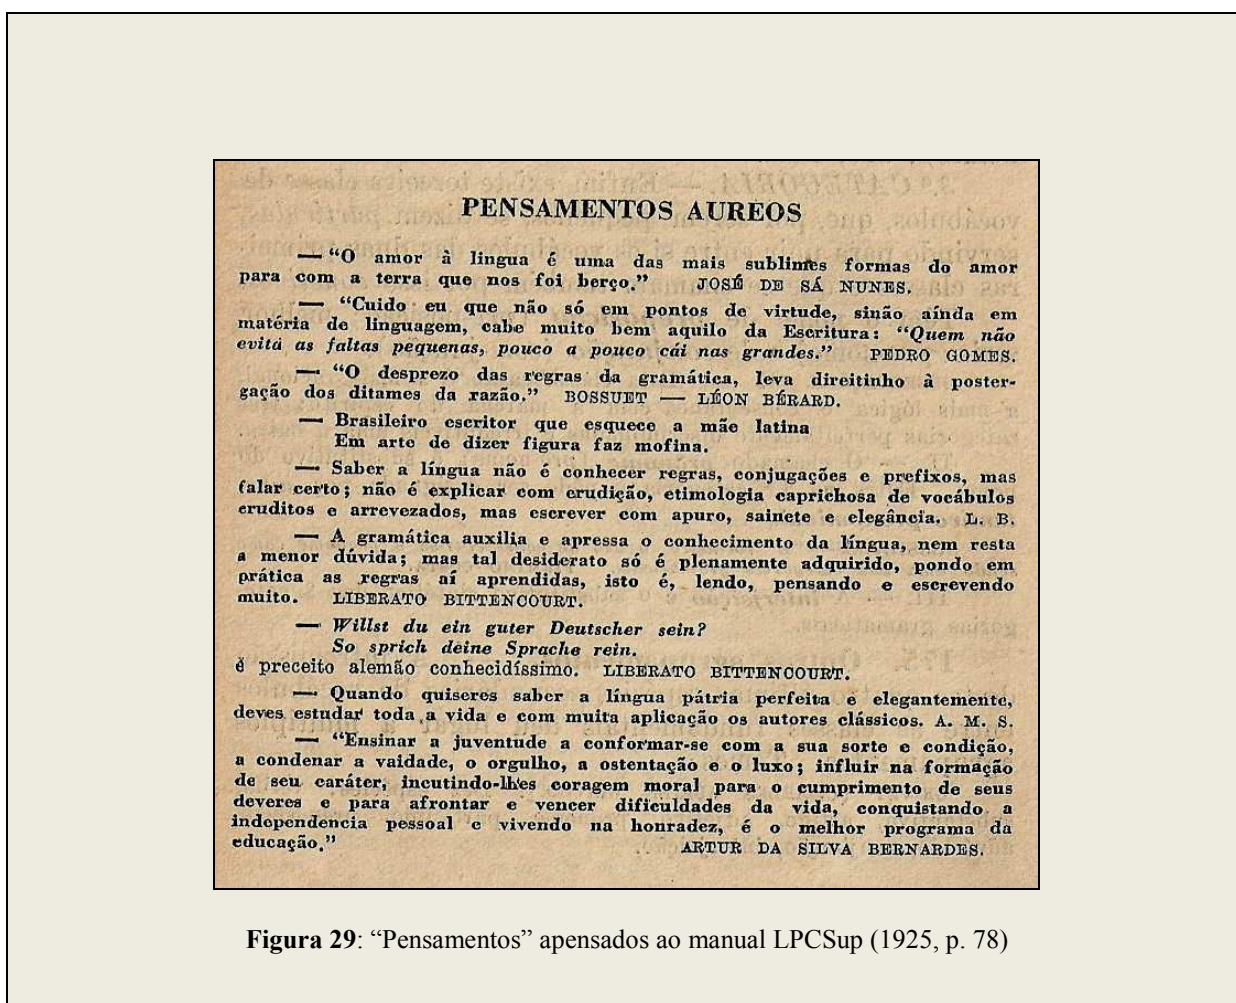 PENSAMENTOS AUREOS
— “O amor à lingua é uma das mais sublimes formas do amor
para com a terra que nos foi berço.” JOSÉ DE SÁ NUNES.
— “Cuido eu que não só em pontos de virtude, sinão aínda em
matéria de linguagem, cabe muito bem aquilo da Escritura: “Quem não
evita as faltas pequenas, pouco a pouco cái nas grandes.” PEDRO GOMES.
— “O desprezo das regras da gramática, leva direitinho à poster-
gação dos ditames da razão.” BOSSUET — LÉON BÉRARD.
— Brasileiro escritor que esquece a mãe latina
Em arte de dizer figura faz mofina.
— Saber a língua não é conhecer regras, conjugações e prefixos, mas
falar certo; não é explicar com erudição, etimologia caprichosa de vocábulos
eruditos e arrevezados, mas escrever com apuro, sainete e elegância. L. B.
— A gramática auxilia e apressa o conhecimento da língua, nem resta
a menor dúvida; mas tal desiderato só é plenamente adquirido, pondo em
prática as regras aí aprendidas, isto é, lendo, pensando e escrevendo
muito. LIBERATO BITTENCOURT.
— Willst du ein guter Deutscher sein?
So sprich deine Sprache rein.
é preceito alemão conhecidíssimo. LIBERATO BITTENCOURT.
— Quando quiseres saber a língua pátria perfeita e elegantemente,
deves estudar toda a vida e com muita aplicação os autores clássicos. A. M. S.
— “Ensinar a juventude a conformar-se com a sua sorte e condição,
a condenar a vaidade, o orgulho, a ostentação e o luxo; influir na formação
de seu caráter, incutindo-lhes coragem moral para o cumprimento de seus
deveres e para afrontar e vencer dificuldades da vida, conquistando a
independencia pessoal e vivendo na honradez, é o melhor programa da
educação.” ARTUR DA SILVA BERNARDES.
Figura 29: “Pensamentos” apensados ao manual LPCSup (1925, p. 78)